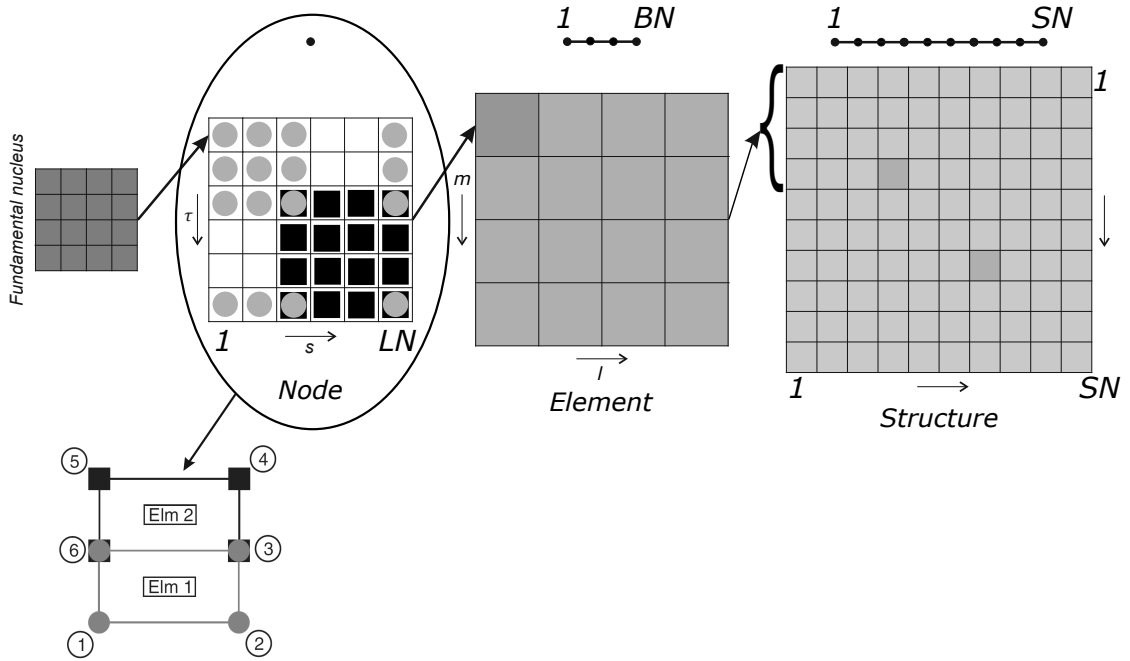 1 BN
1 SN
Fundamental nucleus
τ
m
1
1 LN
s
Node
l
Element
1 SN
Structure
5 4
Elm 2
6 3
Elm 1
1 2